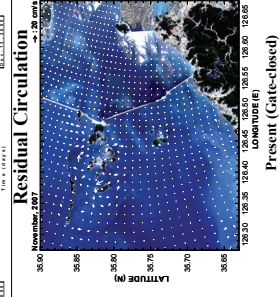 Time (days)
Residual Circulation
November, 2007
: 20 cm/s
LATITUDE (N)
35.90
35.85
35.80
35.75
35.70
35.65
126.30
126.35
126.40
126.45
126.50
126.55
126.60
126.65
LONGITUDE (E)
Present (Gate-closed)